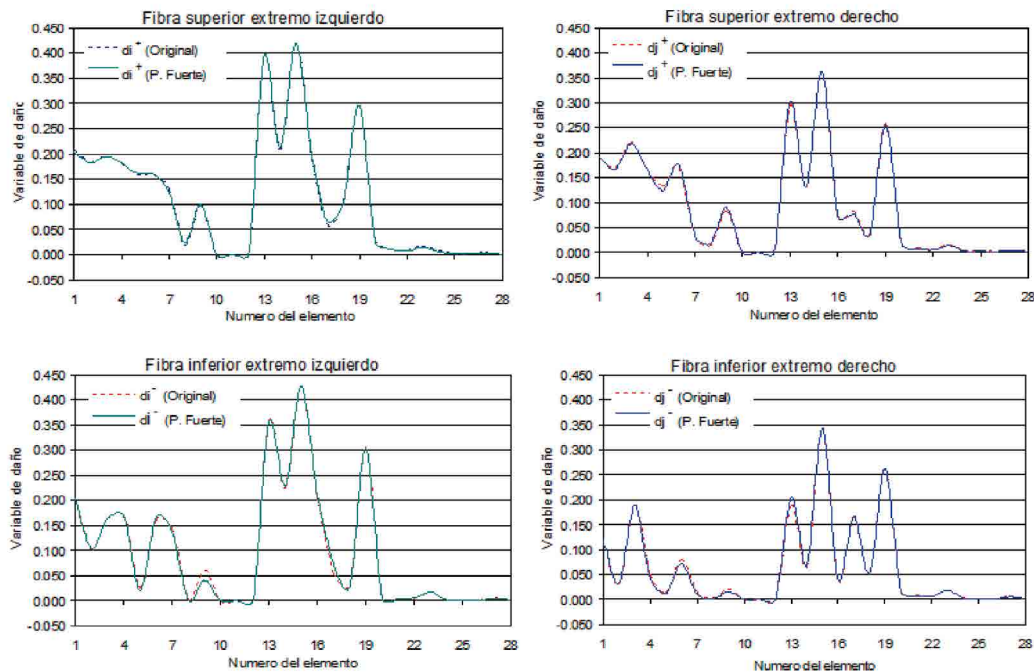 Fibra superior extremo izquierdo
0.450
0.400
0.350
0.300
0.250
0.200
0.150
0.100
0.050
0.000
-0.050
Variable de daño
di + (Original)
di + (P. Fuerte)
1 4 7 10 13 16 19 22 25 28
Numero del elemento
Fibra superior extremo derecho
0.450
0.400
0.350
0.300
0.250
0.200
0.150
0.100
0.050
0.000
-0.050
Variable de daño
dj + (Original)
dj + (P. Fuerte)
1 4 7 10 13 16 19 22 25 28
Numero del elemento
Fibra inferior extremo izquierdo
0.450
0.400
0.350
0.300
0.250
0.200
0.150
0.100
0.050
0.000
-0.050
Variable de daño
di - (Original)
di - (P. Fuerte)
1 4 7 10 13 16 19 22 25 28
Numero del elemento
Fibra inferior extremo derecho
0.450
0.400
0.350
0.300
0.250
0.200
0.150
0.100
0.050
0.000
-0.050
Variable de daño
dj - (Original)
dj - (P. Fuerte)
1 4 7 10 13 16 19 22 25 28
Numero del elemento